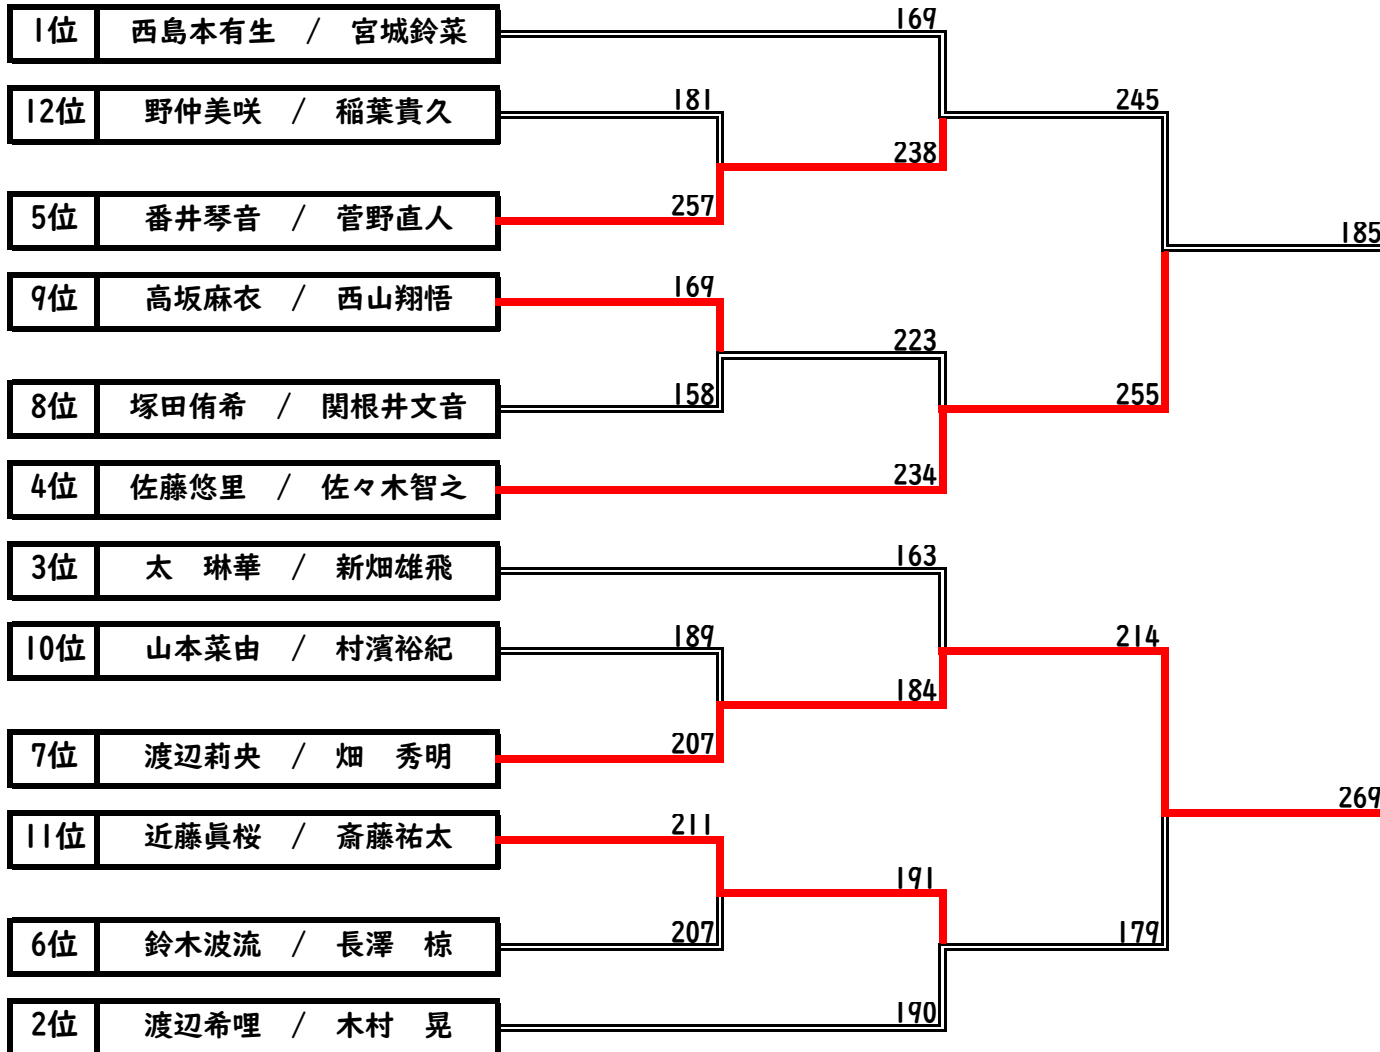 1位 西島本有生 / 宮城鈴菜 169
12位 野仲美咲 / 稲葉貴久 181 245
238
5位 番井琴音 / 菅野直人 257
185
9位 高坂麻衣 / 西山翔悟 169
223
8位 塚田侑希 / 関根井文音 158 255
4位 佐藤悠里 / 佐々木智之 234
3位 太 琳華 / 新畑雄飛 163
10位 山本菜由 / 村濱裕紀 189 214
184
7位 渡辺莉央 / 畑 秀明 207
269
11位 近藤眞桜 / 斎藤祐太 211
191
6位 鈴木波流 / 長澤 椋 207 179
2位 渡辺希哩 / 木村 晃 190